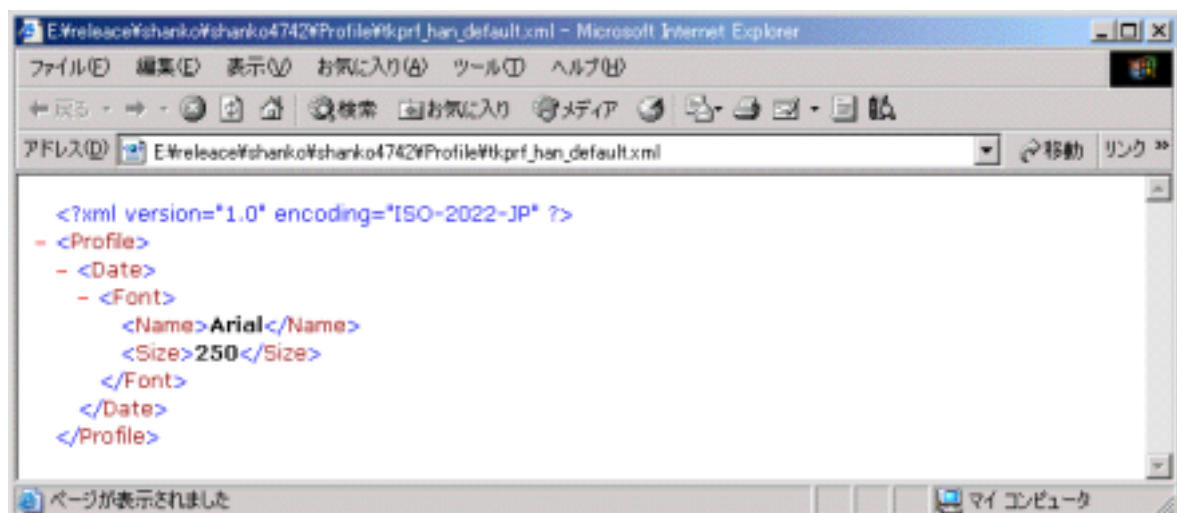 E:¥releace¥shanko¥shanko4742¥Profile¥tkprf_han_default.xml - Microsoft Internet Explorer
ファイル(F) 編集(E) 表示(V) お気に入り(A) ツール(T) ヘルプ(H)
戻る 検索 お気に入り メディア
アドレス(D) E:¥releace¥shanko¥shanko4742¥Profile¥tkprf_han_default.xml 移動 リンク »
<?xml version="1.0" encoding="ISO-2022-JP" ?>
- <Profile>
- <Date>
- <Font>
<Name>Arial</Name>
<Size>250</Size>
</Font>
</Date>
</Profile>
ページが表示されました マイ コンピュータ